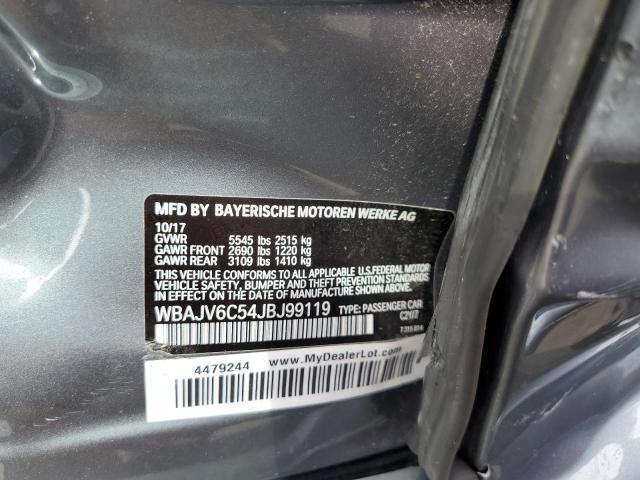 MFD BY BAYERISCHE MOTOREN WERKE AG
10/17
GVWR 5545 lbs 2515 kg
GAWR FRONT 2690 lbs 1220 kg
GAWR REAR 3109 lbs 1410 kg
THIS VEHICLE CONFORMS TO ALL APPLICABLE U.S.FEDERAL MOTOR
VEHICLE SAFETY, BUMPER, AND THEFT PREVENTION STANDARDS
IN EFFECT ON THE DATE OF MANUFACTURE SHOWN ABOVE.
WBAJV6C54JBJ99119 TYPE: PASSENGER CAR
4479244 www.MyDealerLot.com